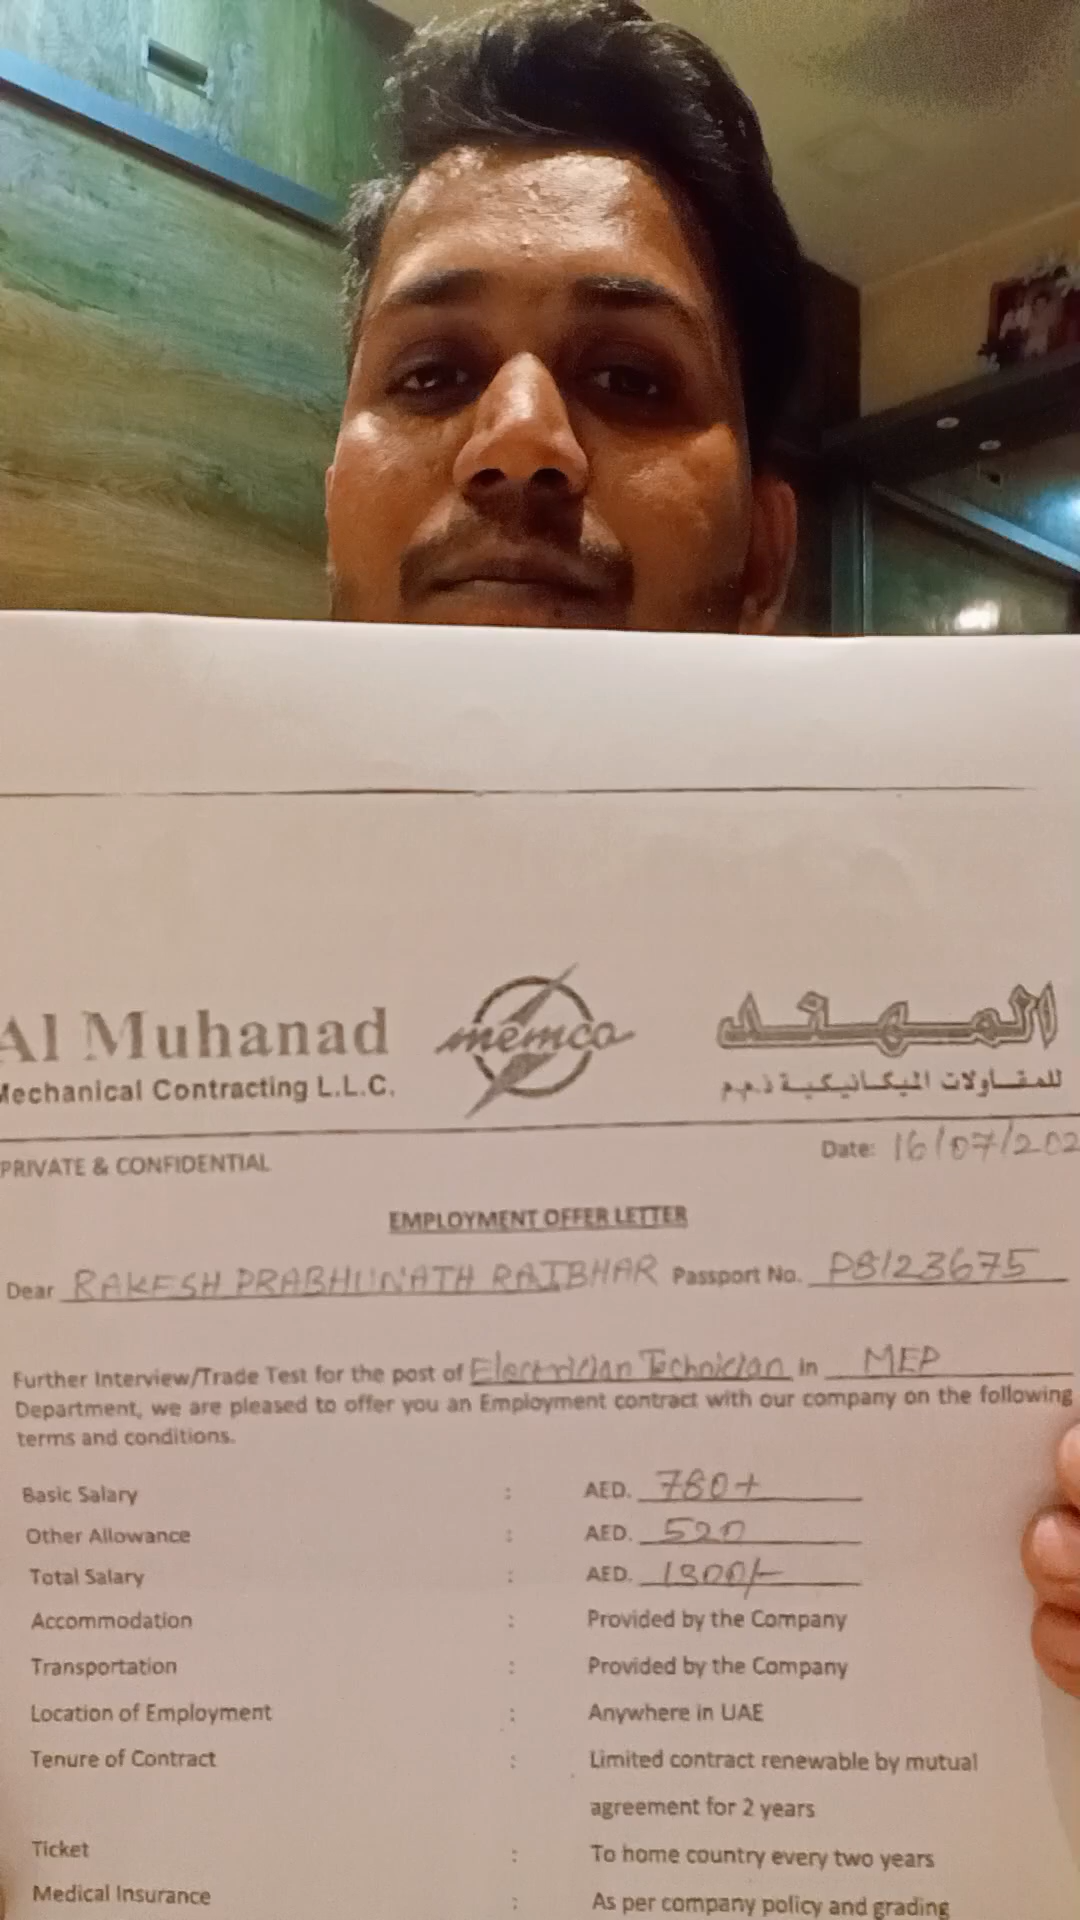 Al Muhanad
Mechanical Contracting L.L.C.
memco
المهند
للمقاولات الميكانيكية ذ.م.م
PRIVATE & CONFIDENTIAL
Date: 16/07/202
EMPLOYMENT OFFER LETTER
Dear RAKESH PRABHUNATH RAJBHAR Passport No. P8123675
Further Interview/Trade Test for the post of Electrician Technician in MEP
Department, we are pleased to offer you an Employment contract with our company on the following
terms and conditions.
Basic Salary : AED. 780+
Other Allowance : AED. 520
Total Salary : AED. 1300/-
Accommodation : Provided by the Company
Transportation : Provided by the Company
Location of Employment : Anywhere in UAE
Tenure of Contract : Limited contract renewable by mutual
agreement for 2 years
Ticket : To home country every two years
Medical Insurance : As per company policy and grading